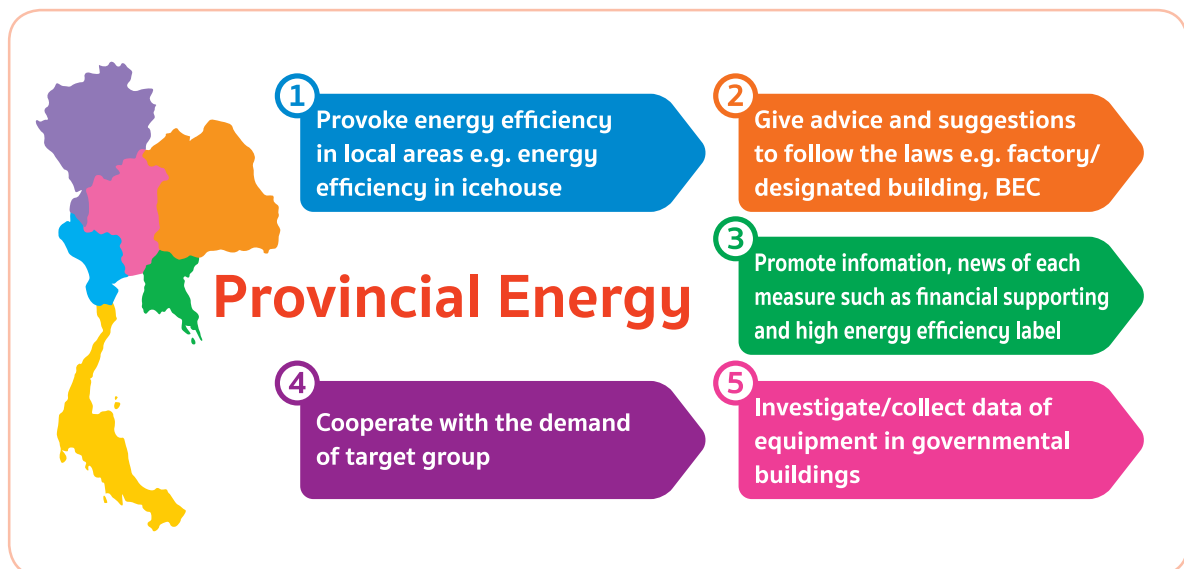 1
Provoke energy efficiency
in local areas e.g. energy
efficiency in icehouse
2
Give advice and suggestions
to follow the laws e.g. factory/
designated building, BEC
3
Promote infomation, news of each
measure such as financial supporting
and high energy efficiency label
Provincial Energy
4
Cooperate with the demand
of target group
5
Investigate/collect data of
equipment in governmental
buildings